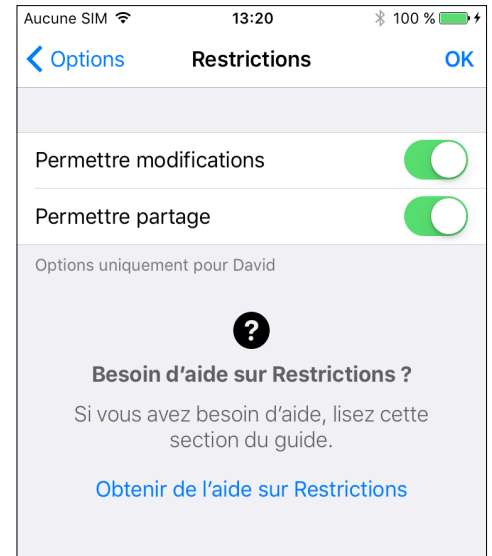 Aucune SIM 13:20 100 %
Options Restrictions OK
Permettre modifications
Permettre partage
Options uniquement pour David
?
Besoin d’aide sur Restrictions ?
Si vous avez besoin d’aide, lisez cette
section du guide.
Obtenir de l’aide sur Restrictions